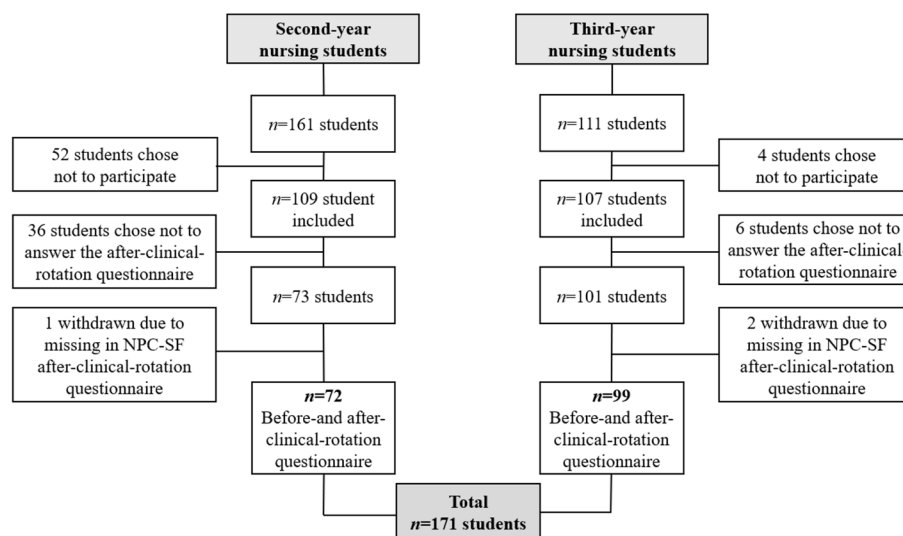 Second-year
nursing students
Third-year
nursing students
n=161 students
n=111 students
52 students chose
not to participate
4 students chose
not to participate
n=109 student
included
n=107 students
included
36 students chose not to
answer the after-clinical-
rotation questionnaire
6 students chose not to
answer the after-clinical-
rotation questionnaire
n=73 students
n=101 students
1 withdrawn due to
missing in NPC-SF
after-clinical-rotation
questionnaire
2 withdrawn due to
missing in NPC-SF
after-clinical-rotation
questionnaire
n=72
Before-and after-
clinical-rotation
questionnaire
n=99
Before-and after-
clinical-rotation
questionnaire
Total
n=171 students